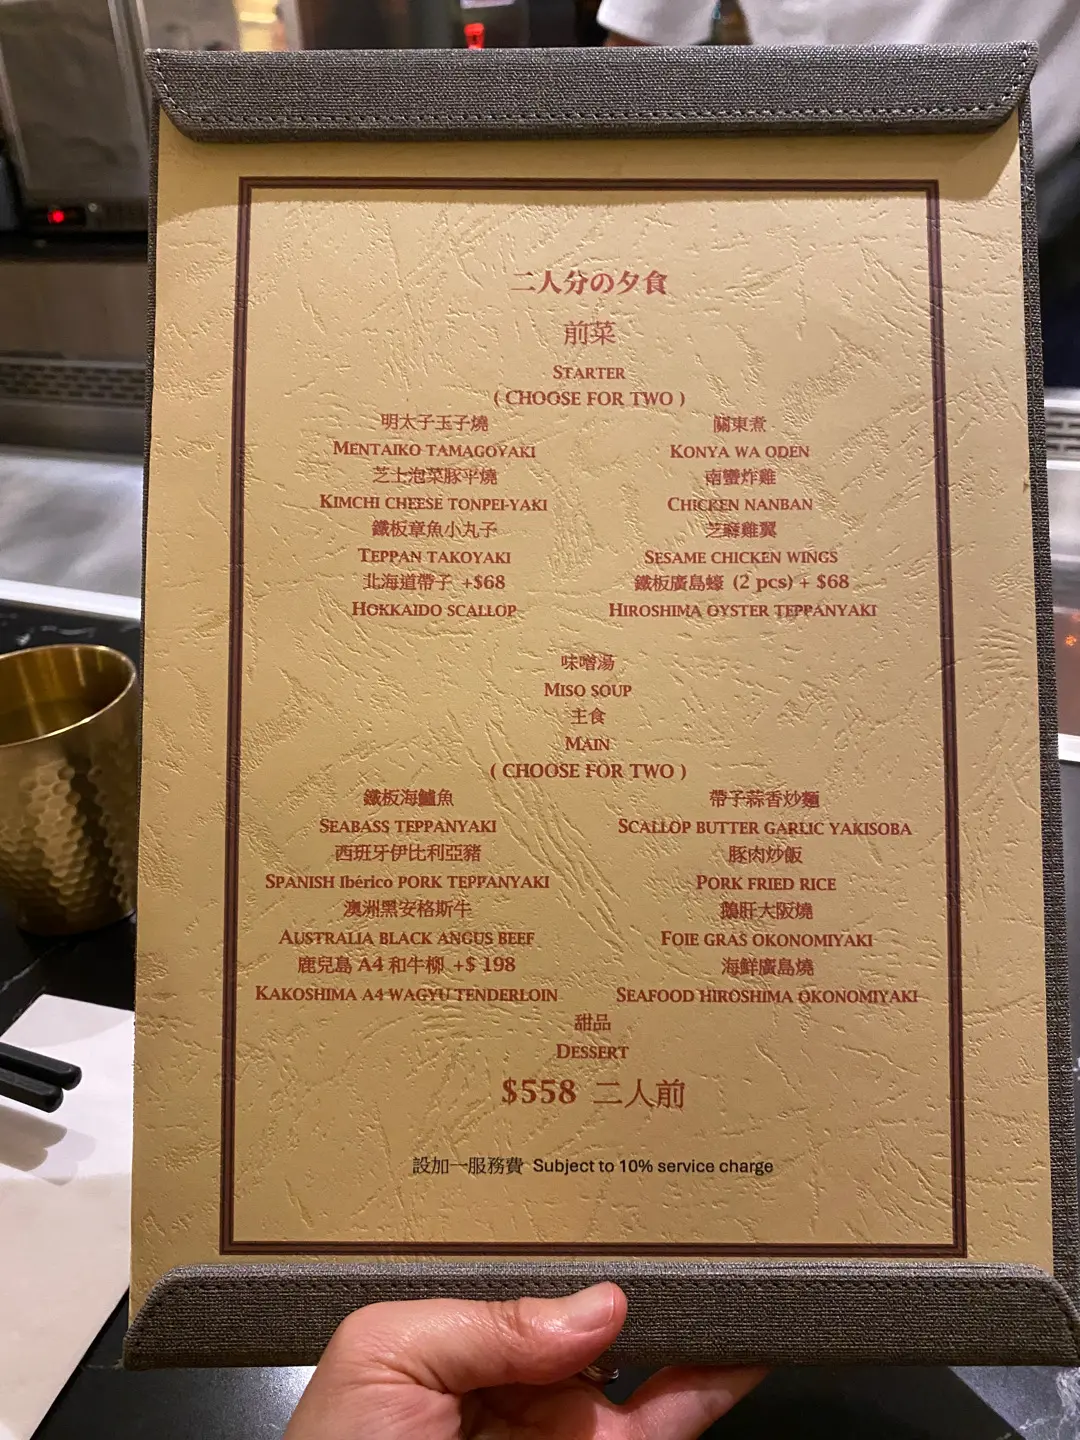 二人分の夕食
前菜
STARTER
( CHOOSE FOR TWO )
明太子玉子燒
MENTAIKO TAMAGOYAKI
芝士泡菜豚平燒
KIMCHI CHEESE TONPEI-YAKI
鐵板章魚小丸子
TEPPAN TAKOYAKI
北海道帶子 +$68
HOKKAIDO SCALLOP
關東煮
KONYA WA ODEN
南蠻炸雞
CHICKEN NANBAN
芝麻雞翼
SESAME CHICKEN WINGS
鐵板廣島蠔 (2 pcs) + $68
HIROSHIMA OYSTER TEPPANYAKI
味噌湯
MISO SOUP
主食
MAIN
( CHOOSE FOR TWO )
鐵板海鱸魚
SEABASS TEPPANYAKI
西班牙伊比利亞豬
SPANISH Ibérico PORK TEPPANYAKI
澳洲黑安格斯牛
AUSTRALIA BLACK ANGUS BEEF
鹿兒島 A4 和牛柳 +$ 198
KAKOSHIMA A4 WAGYU TENDERLOIN
帶子蒜香炒麵
SCALLOP BUTTER GARLIC YAKISOBA
豚肉炒飯
PORK FRIED RICE
鵝肝大阪燒
FOIE GRAS OKONOMIYAKI
海鮮廣島燒
SEAFOOD HIROSHIMA OKONOMIYAKI
甜品
DESSERT
$558 二人前
設加一服務費 Subject to 10% service charge